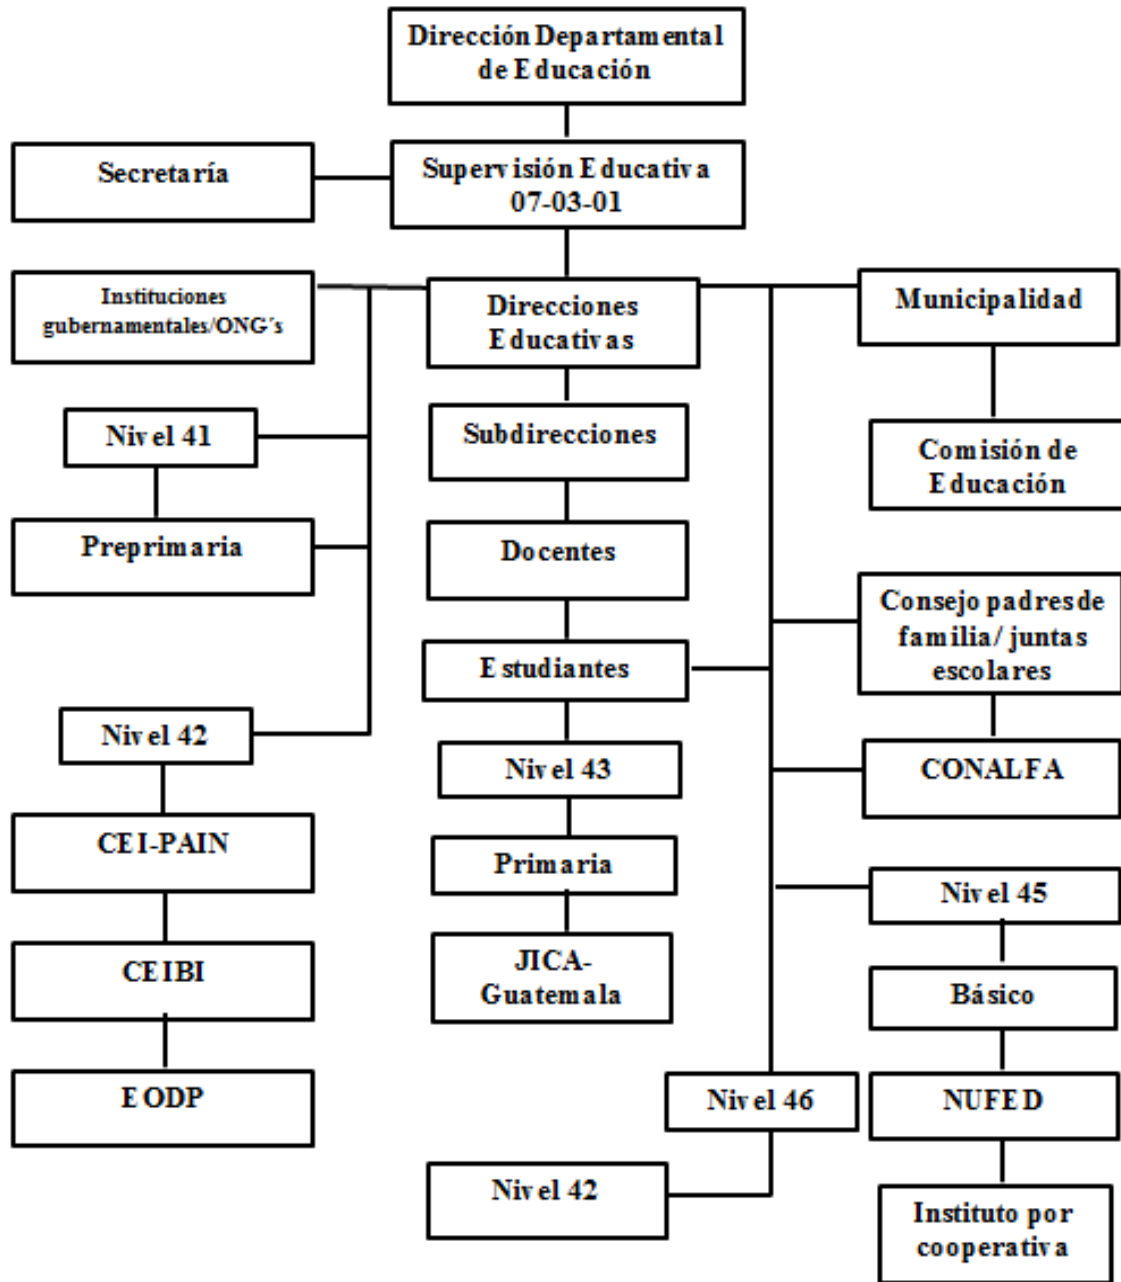 Dirección Departamental
de Educación
Secretaría
Supervisión Educativa
07-03-01
Instituciones
gubernamentales/ONG´s
Direcciones
Educativas
Municipalidad
Nivel 41
Subdirecciones
Comisión de
Educación
Preprimaria
Docentes
Consejo padres de
familia/ juntas
escolares
Estudiantes
Nivel 42
Nivel 43
CONALFA
CEI-PAIN
Primaria
Nivel 45
CEIBI
JICA-
Guatemala
Básico
EODP
Nivel 46
NUFED
Nivel 42
Instituto por
cooperativa